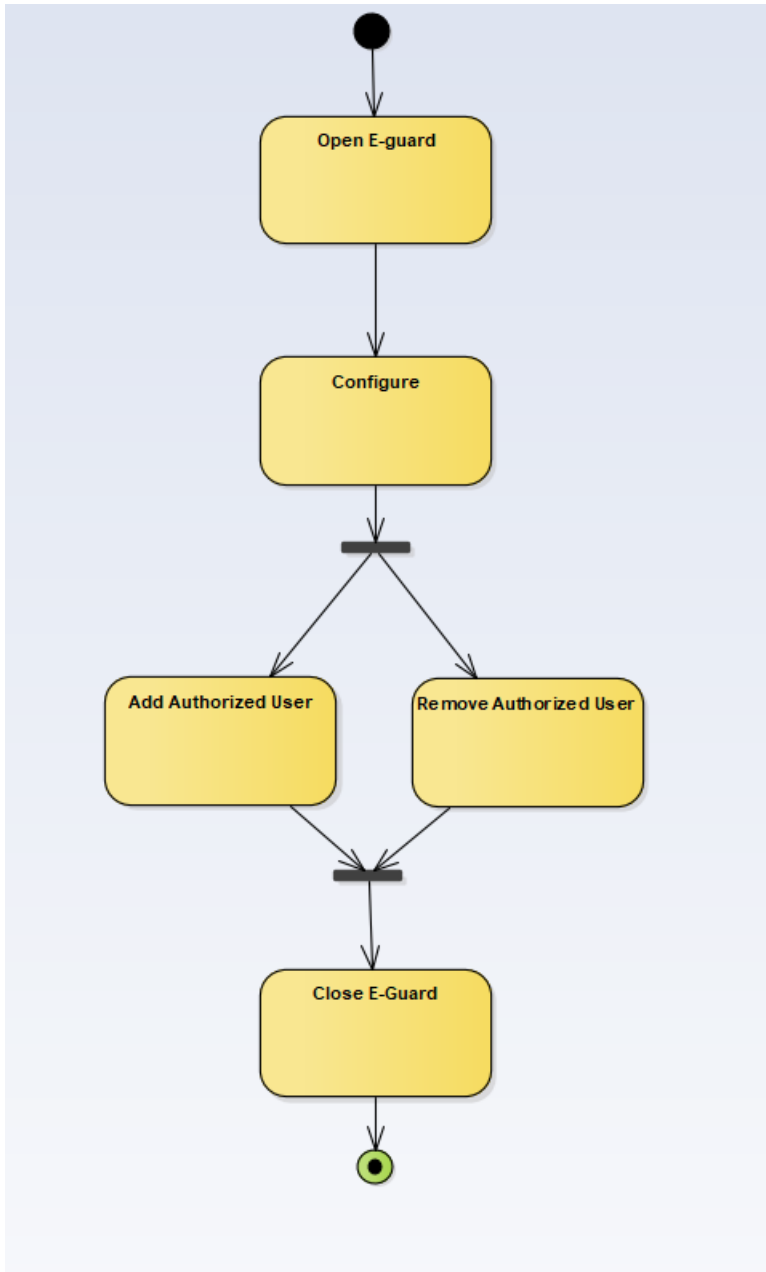 Open E-guard
Configure
Add Authorized User
Remove Authorized User
Close E-Guard